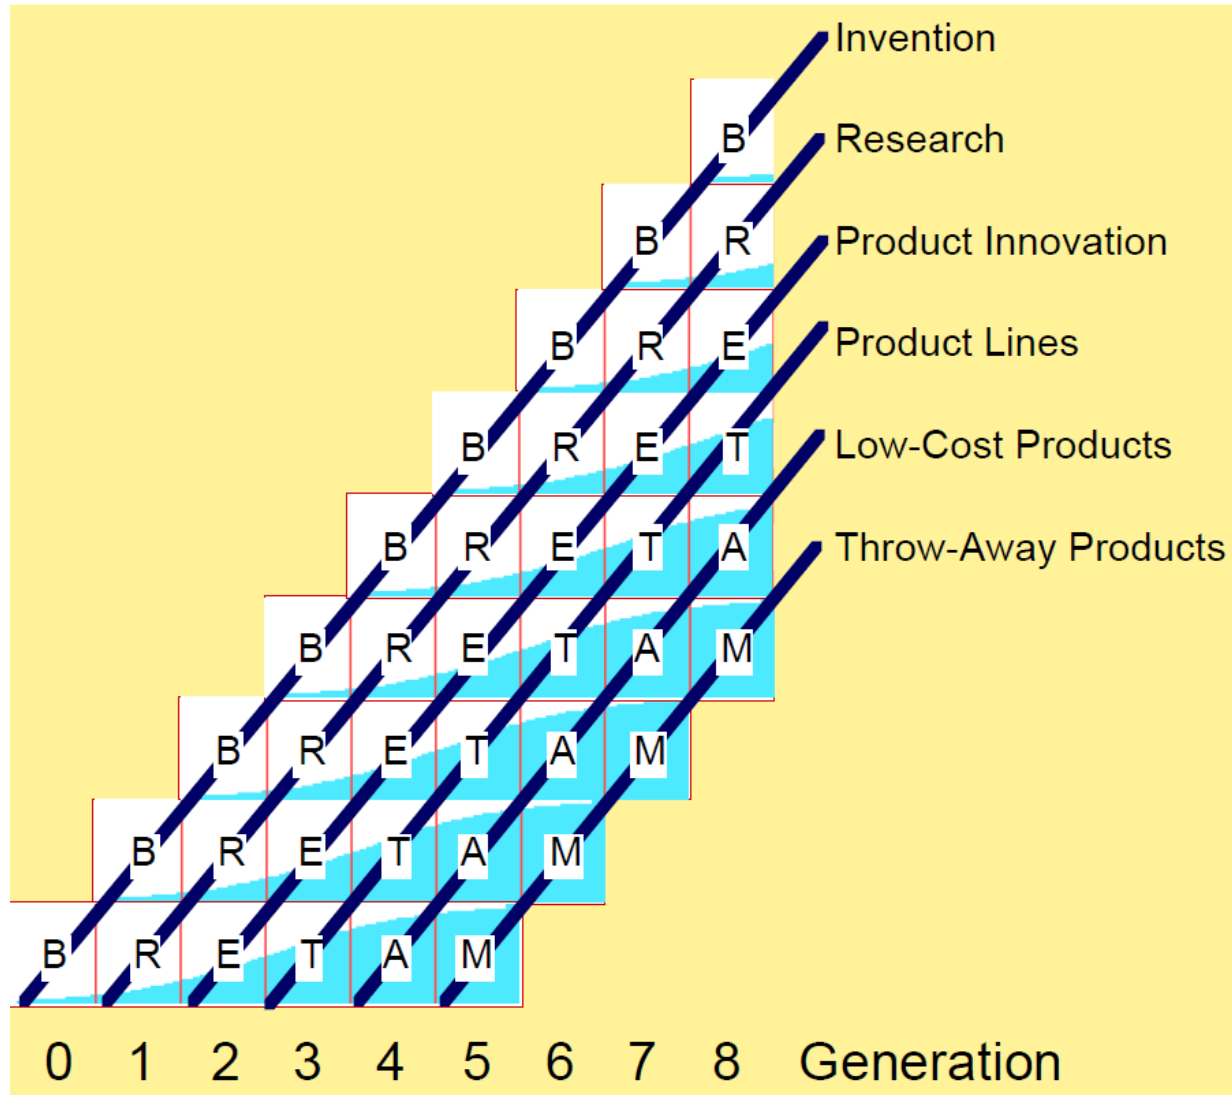 Invention
B
Research
B R
Product Innovation
B R E
Product Lines
B R E T
Low-Cost Products
B R E T A
Throw-Away Products
B R E T A M
B R E T A M
B R E T A M
B R E T A M
0 1 2 3 4 5 6 7 8 Generation